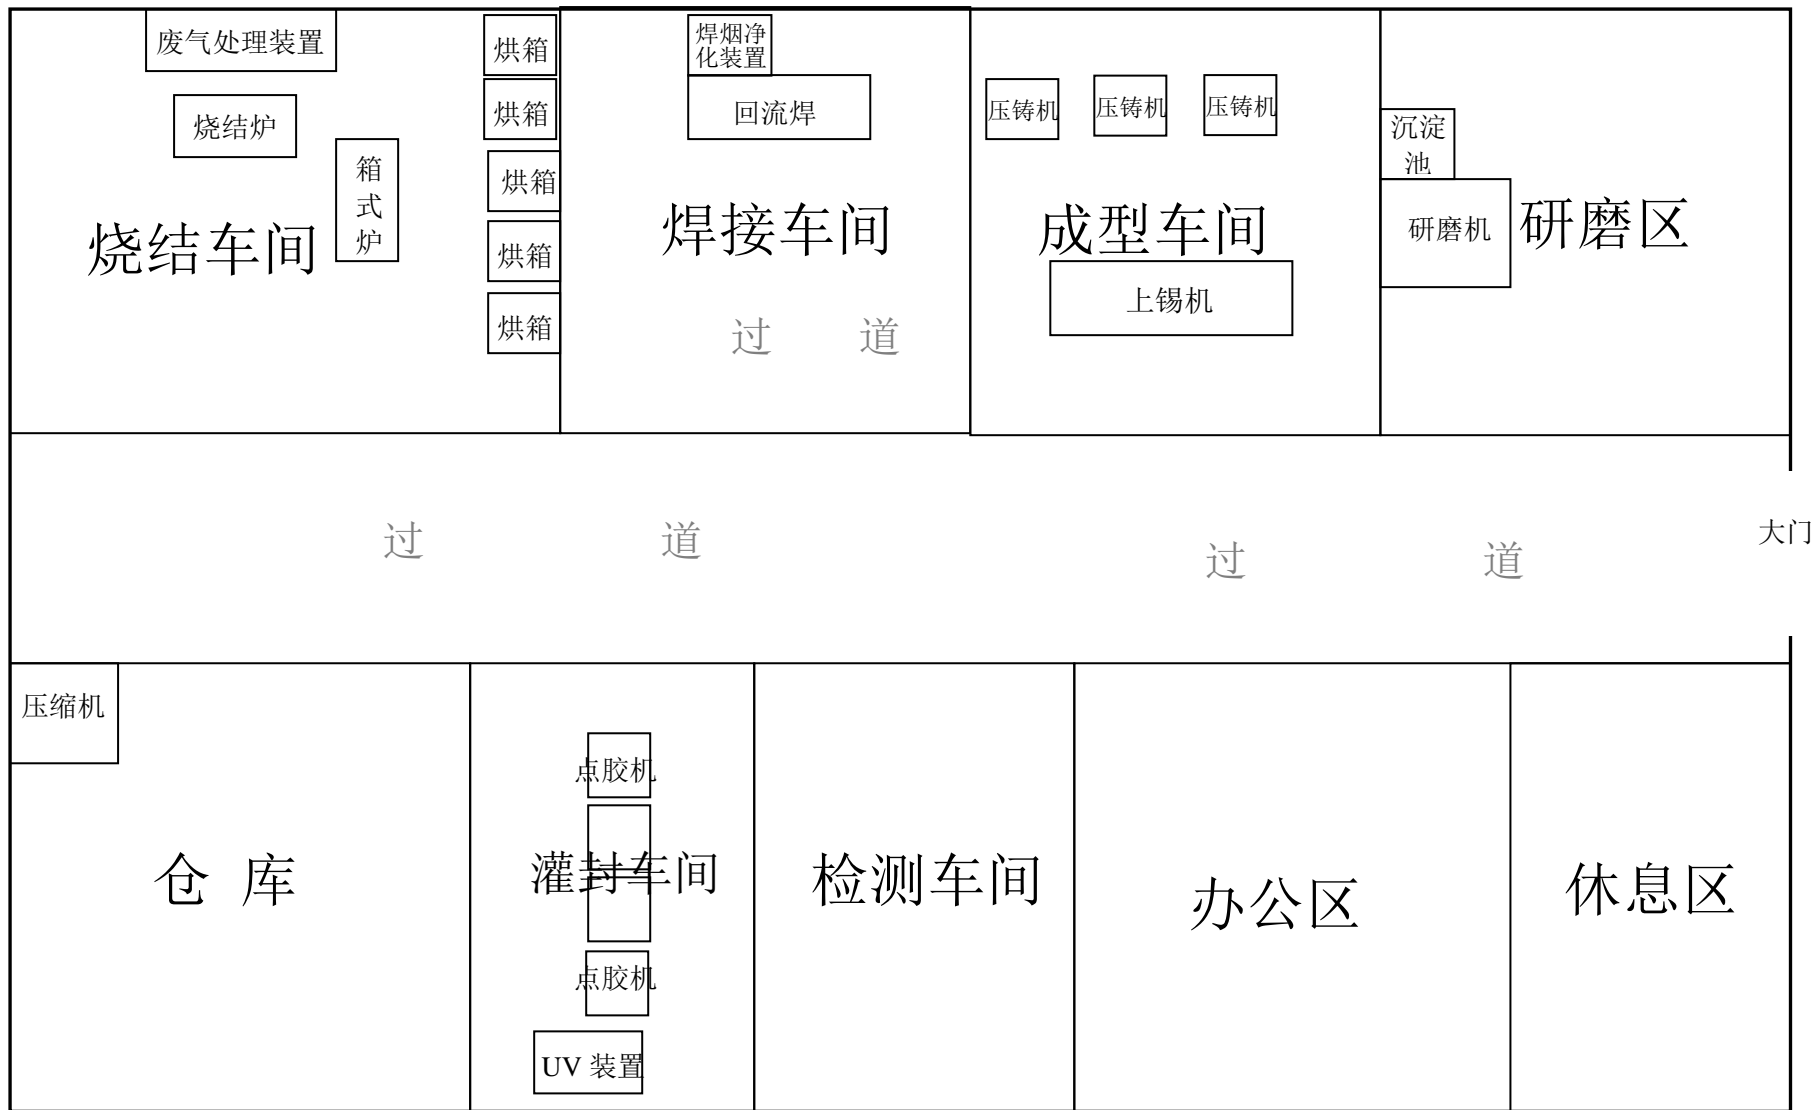 废气处理装置
烧结炉
箱
式
炉
烘箱
烘箱
烘箱
烘箱
烘箱
烧结车间
焊烟净
化装置
回流焊
焊接车间
过 道
压铸机
压铸机
压铸机
成型车间
上锡机
沉淀
池
研磨机
研磨区
过 道
过 道
大门
压缩机
仓 库
点胶机
灌封车间
点胶机
UV 装置
检测车间
办公区
休息区